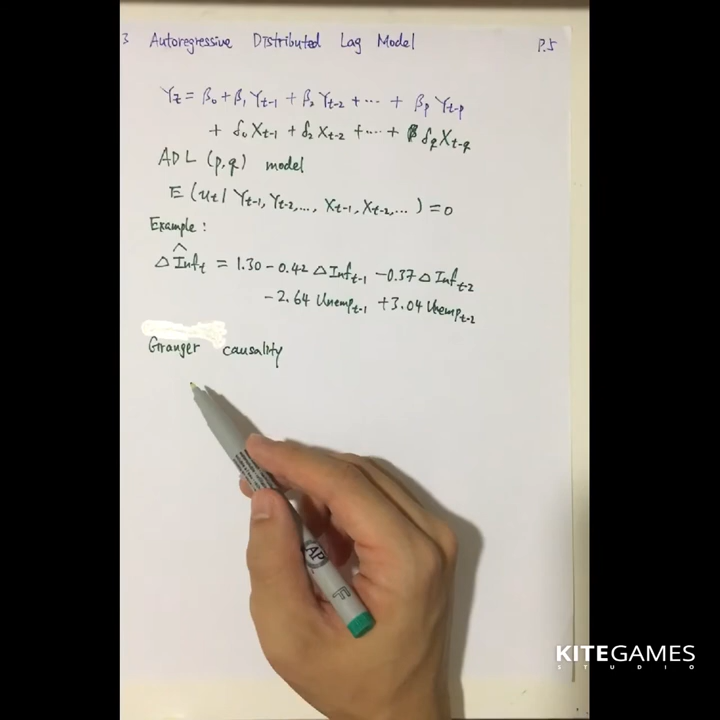 3 Autoregressive Distributed Lag Model P.5
Yt = β0 + β1 Yt-1 + β2 Yt-2 + ··· + βp Yt-p
+ δ0 Xt-1 + δ2 Xt-2 + ··· + δq Xt-q
ADL (p,q) model
E (ut | Yt-1, Yt-2, ..., Xt-1, Xt-2, ...) = 0
Example :
Δ Inf̂t = 1.30 - 0.42 Δ Inft-1 - 0.37 Δ Inft-2
- 2.64 Unempt-1 + 3.04 Unempt-2
Granger causality
AP
F
KITEGAMES
STUDIO